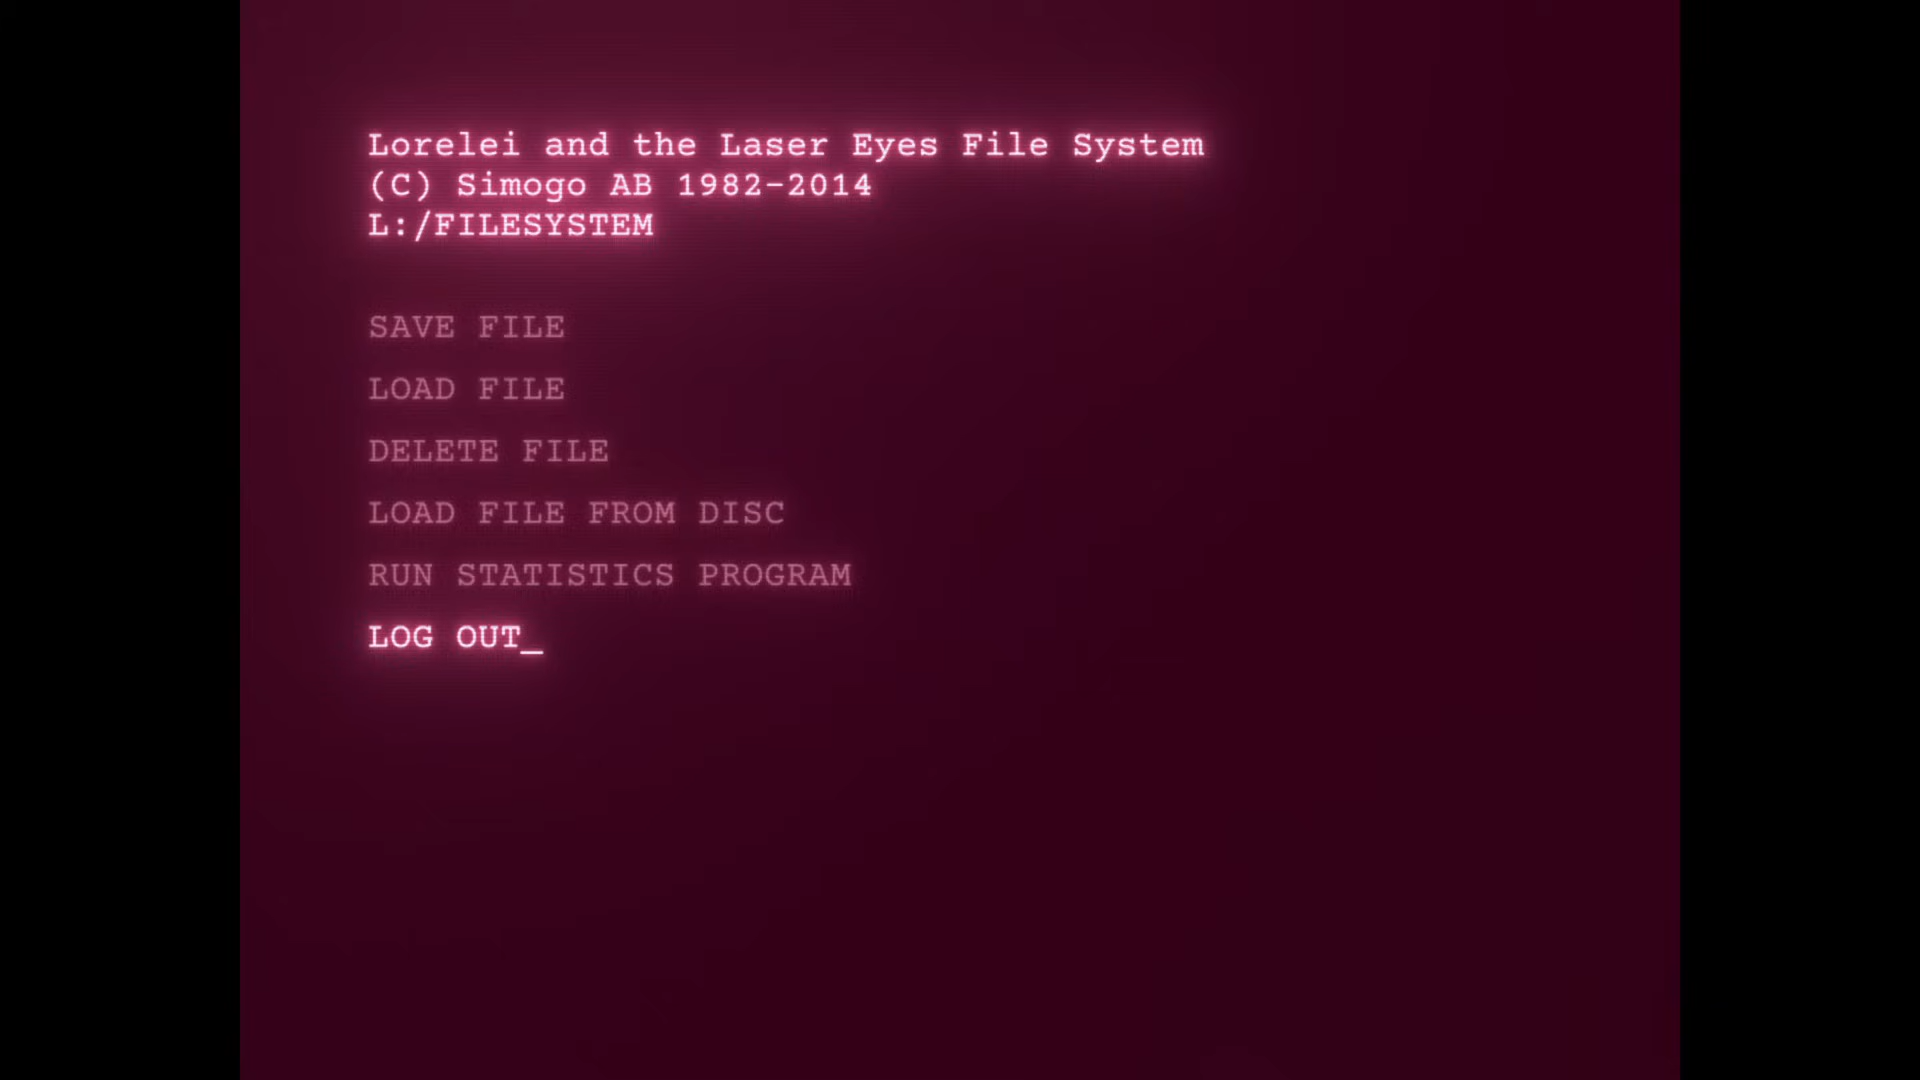 Lorelei and the Laser Eyes File System
(C) Simogo AB 1982-2014
L:/FILESYSTEM
SAVE FILE
LOAD FILE
DELETE FILE
LOAD FILE FROM DISC
RUN STATISTICS PROGRAM
LOG OUT_